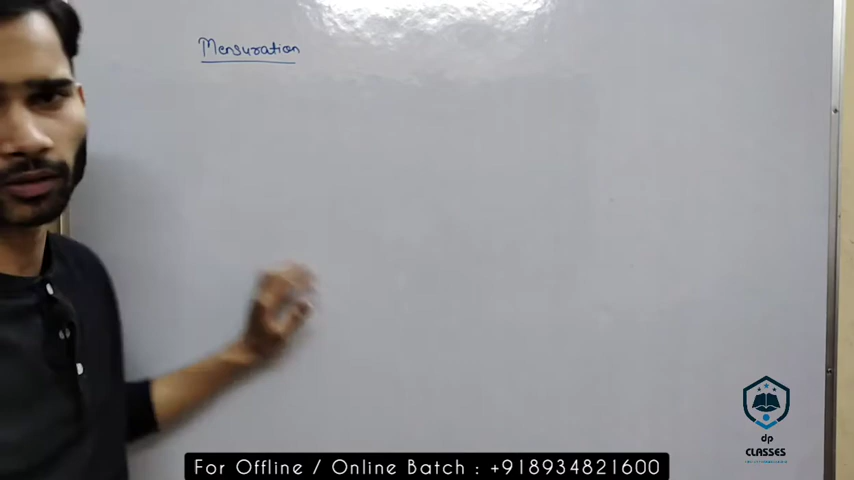 Mensuration
dp
CLASSES
For Offline / Online Batch : +918934821600